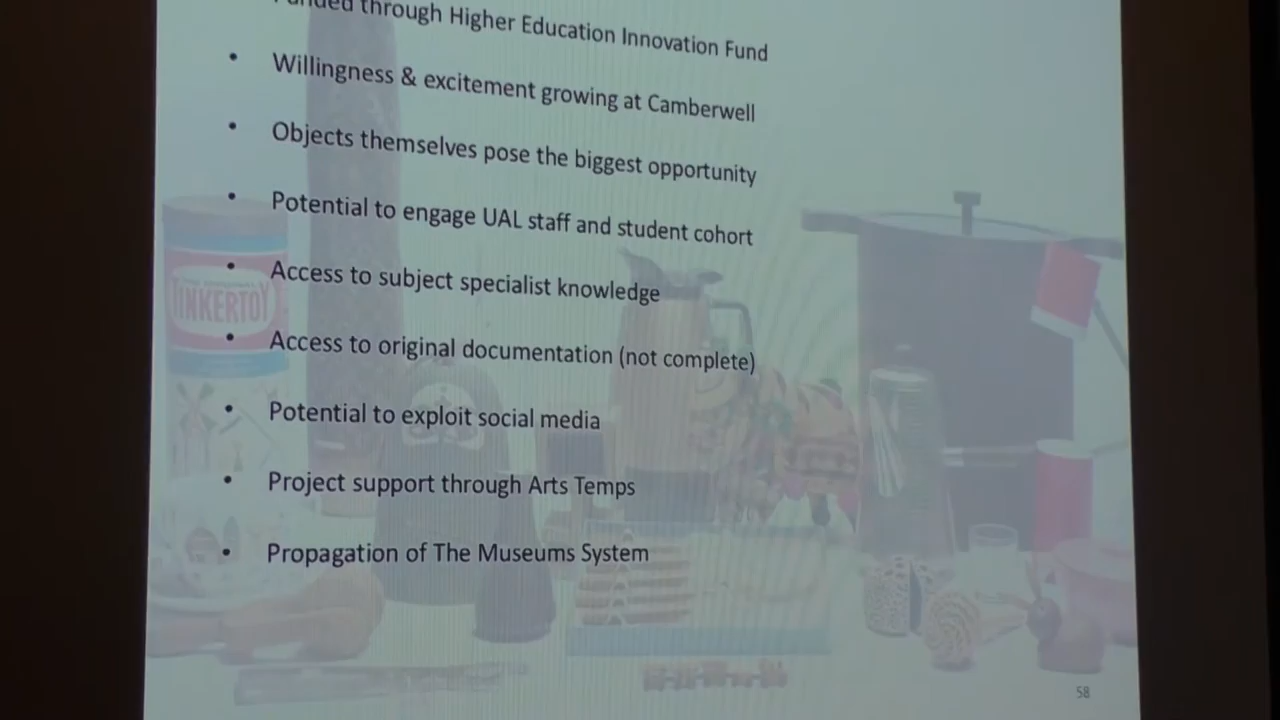 Funded through Higher Education Innovation Fund
• Willingness & excitement growing at Camberwell
• Objects themselves pose the biggest opportunity
• Potential to engage UAL staff and student cohort
• Access to subject specialist knowledge
TINKERTOY
• Access to original documentation (not complete)
• Potential to exploit social media
• Project support through Arts Temps
• Propagation of The Museums System
58